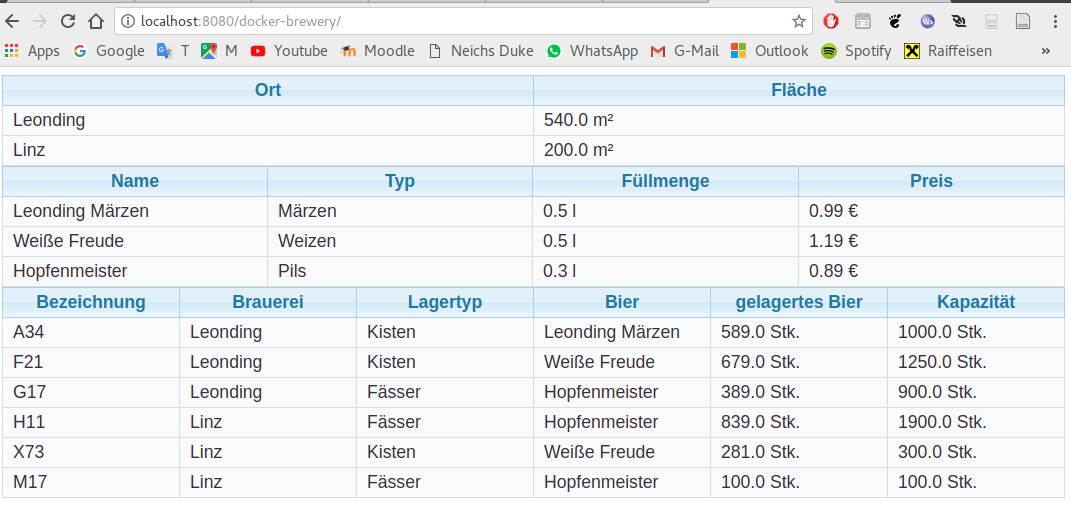 localhost:8080/docker-brewery/
Apps Google T M Youtube Moodle Neichs Duke WhatsApp G-Mail Outlook Spotify Raiffeisen »
Ort Fläche
Leonding 540.0 m²
Linz 200.0 m²
Name Typ Füllmenge Preis
Leonding Märzen Märzen 0.5 l 0.99 €
Weiße Freude Weizen 0.5 l 1.19 €
Hopfenmeister Pils 0.3 l 0.89 €
Bezeichnung Brauerei Lagertyp Bier gelagertes Bier Kapazität
A34 Leonding Kisten Leonding Märzen 589.0 Stk. 1000.0 Stk.
F21 Leonding Kisten Weiße Freude 679.0 Stk. 1250.0 Stk.
G17 Leonding Fässer Hopfenmeister 389.0 Stk. 900.0 Stk.
H11 Linz Fässer Hopfenmeister 839.0 Stk. 1900.0 Stk.
X73 Linz Kisten Weiße Freude 281.0 Stk. 300.0 Stk.
M17 Linz Fässer Hopfenmeister 100.0 Stk. 100.0 Stk.